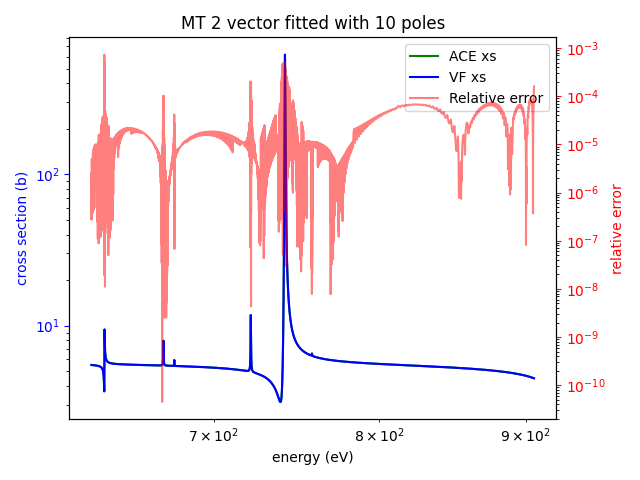 MT 2 vector fitted with 10 poles
ACE xs
VF xs
Relative error
cross section (b)
10²
10¹
relative error
10⁻³
10⁻⁴
10⁻⁵
10⁻⁶
10⁻⁷
10⁻⁸
10⁻⁹
10⁻¹⁰
7 × 10²
8 × 10²
9 × 10²
energy (eV)